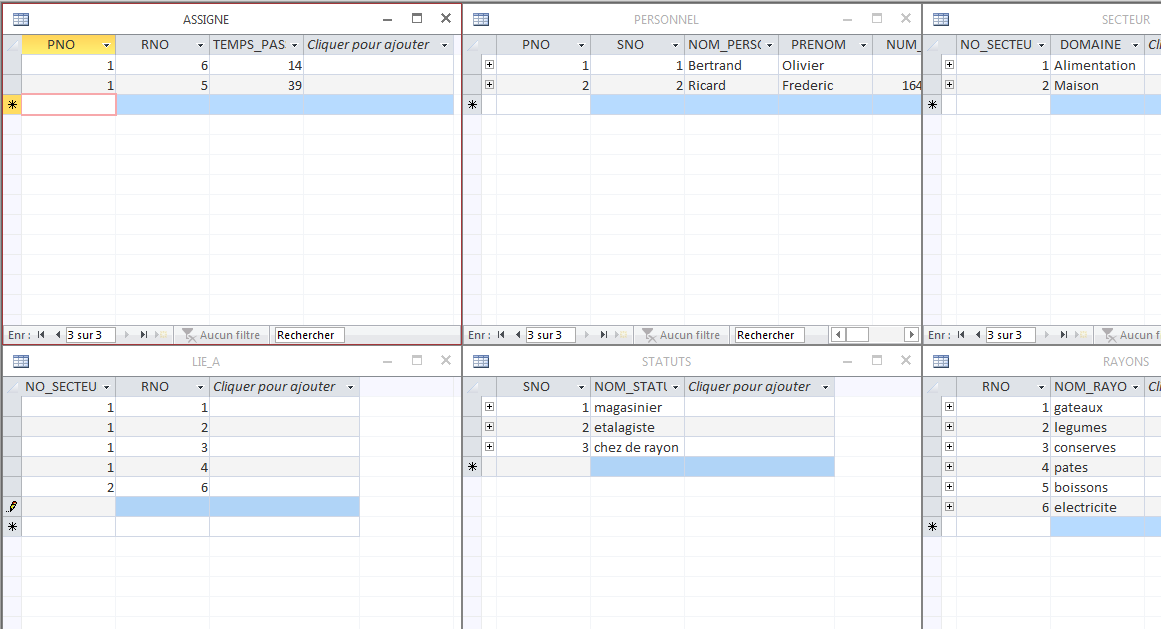 ASSIGNE
PNO RNO TEMPS_PAS Cliquer pour ajouter
1 6 14
1 5 39
Enr : 3 sur 3 Aucun filtre Rechercher
PERSONNEL
PNO SNO NOM_PERSO PRENOM NUM_
1 1 Bertrand Olivier
2 2 Ricard Frederic 164
Enr : 3 sur 3 Aucun filtre Rechercher
SECTEUR
NO_SECTEU DOMAINE Cli
1 Alimentation
2 Maison
Enr : 3 sur 3 Aucun f
LIE_A
NO_SECTEU RNO Cliquer pour ajouter
1 1
1 2
1 3
1 4
2 6
STATUTS
SNO NOM_STATU Cliquer pour ajouter
1 magasinier
2 etalagiste
3 chez de rayon
RAYONS
RNO NOM_RAYO Cli
1 gateaux
2 legumes
3 conserves
4 pates
5 boissons
6 electricite